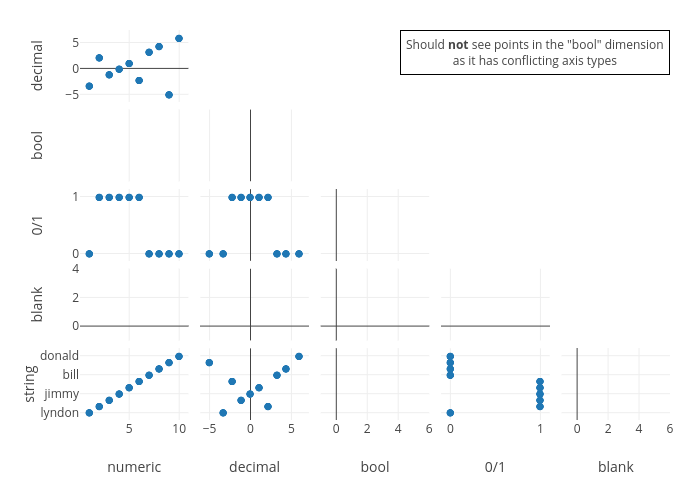 Should not see points in the "bool" dimension
as it has conflicting axis types
decimal
5
0
−5
bool
0/1
1
0
blank
4
2
0
string
donald
bill
jimmy
lyndon
5 10 −5 0 5 0 2 4 6 0 1 0 2 4 6
numeric decimal bool 0/1 blank